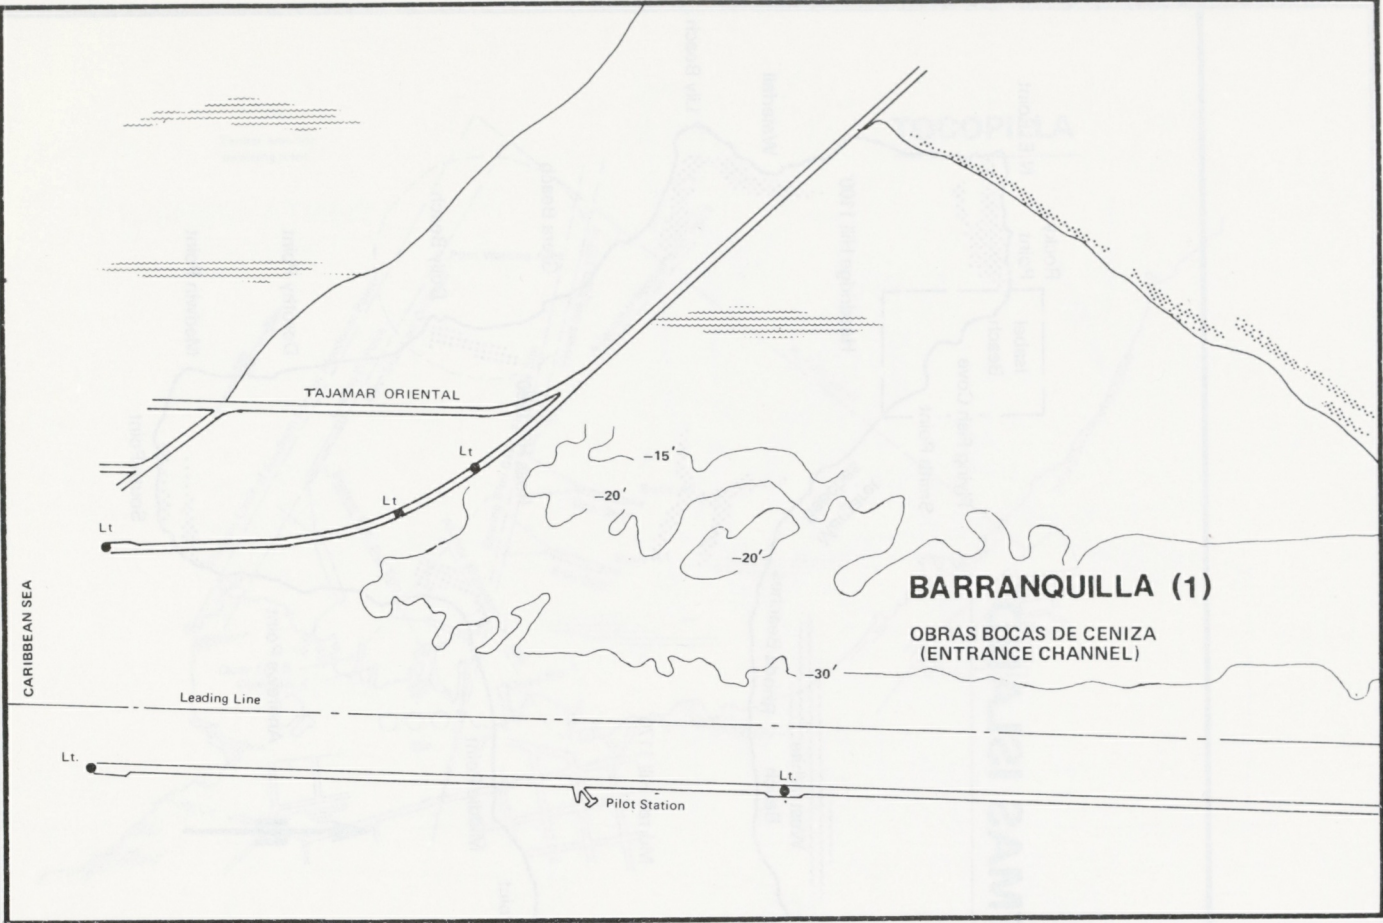 TAJAMAR ORIENTAL
Lt
Lt
Lt
-15'
-20'
-20'
BARRANQUILLA (1)
OBRAS BOCAS DE CENIZA
(ENTRANCE CHANNEL)
CARIBBEAN SEA
-30'
Leading Line
Lt.
Lt.
Pilot Station